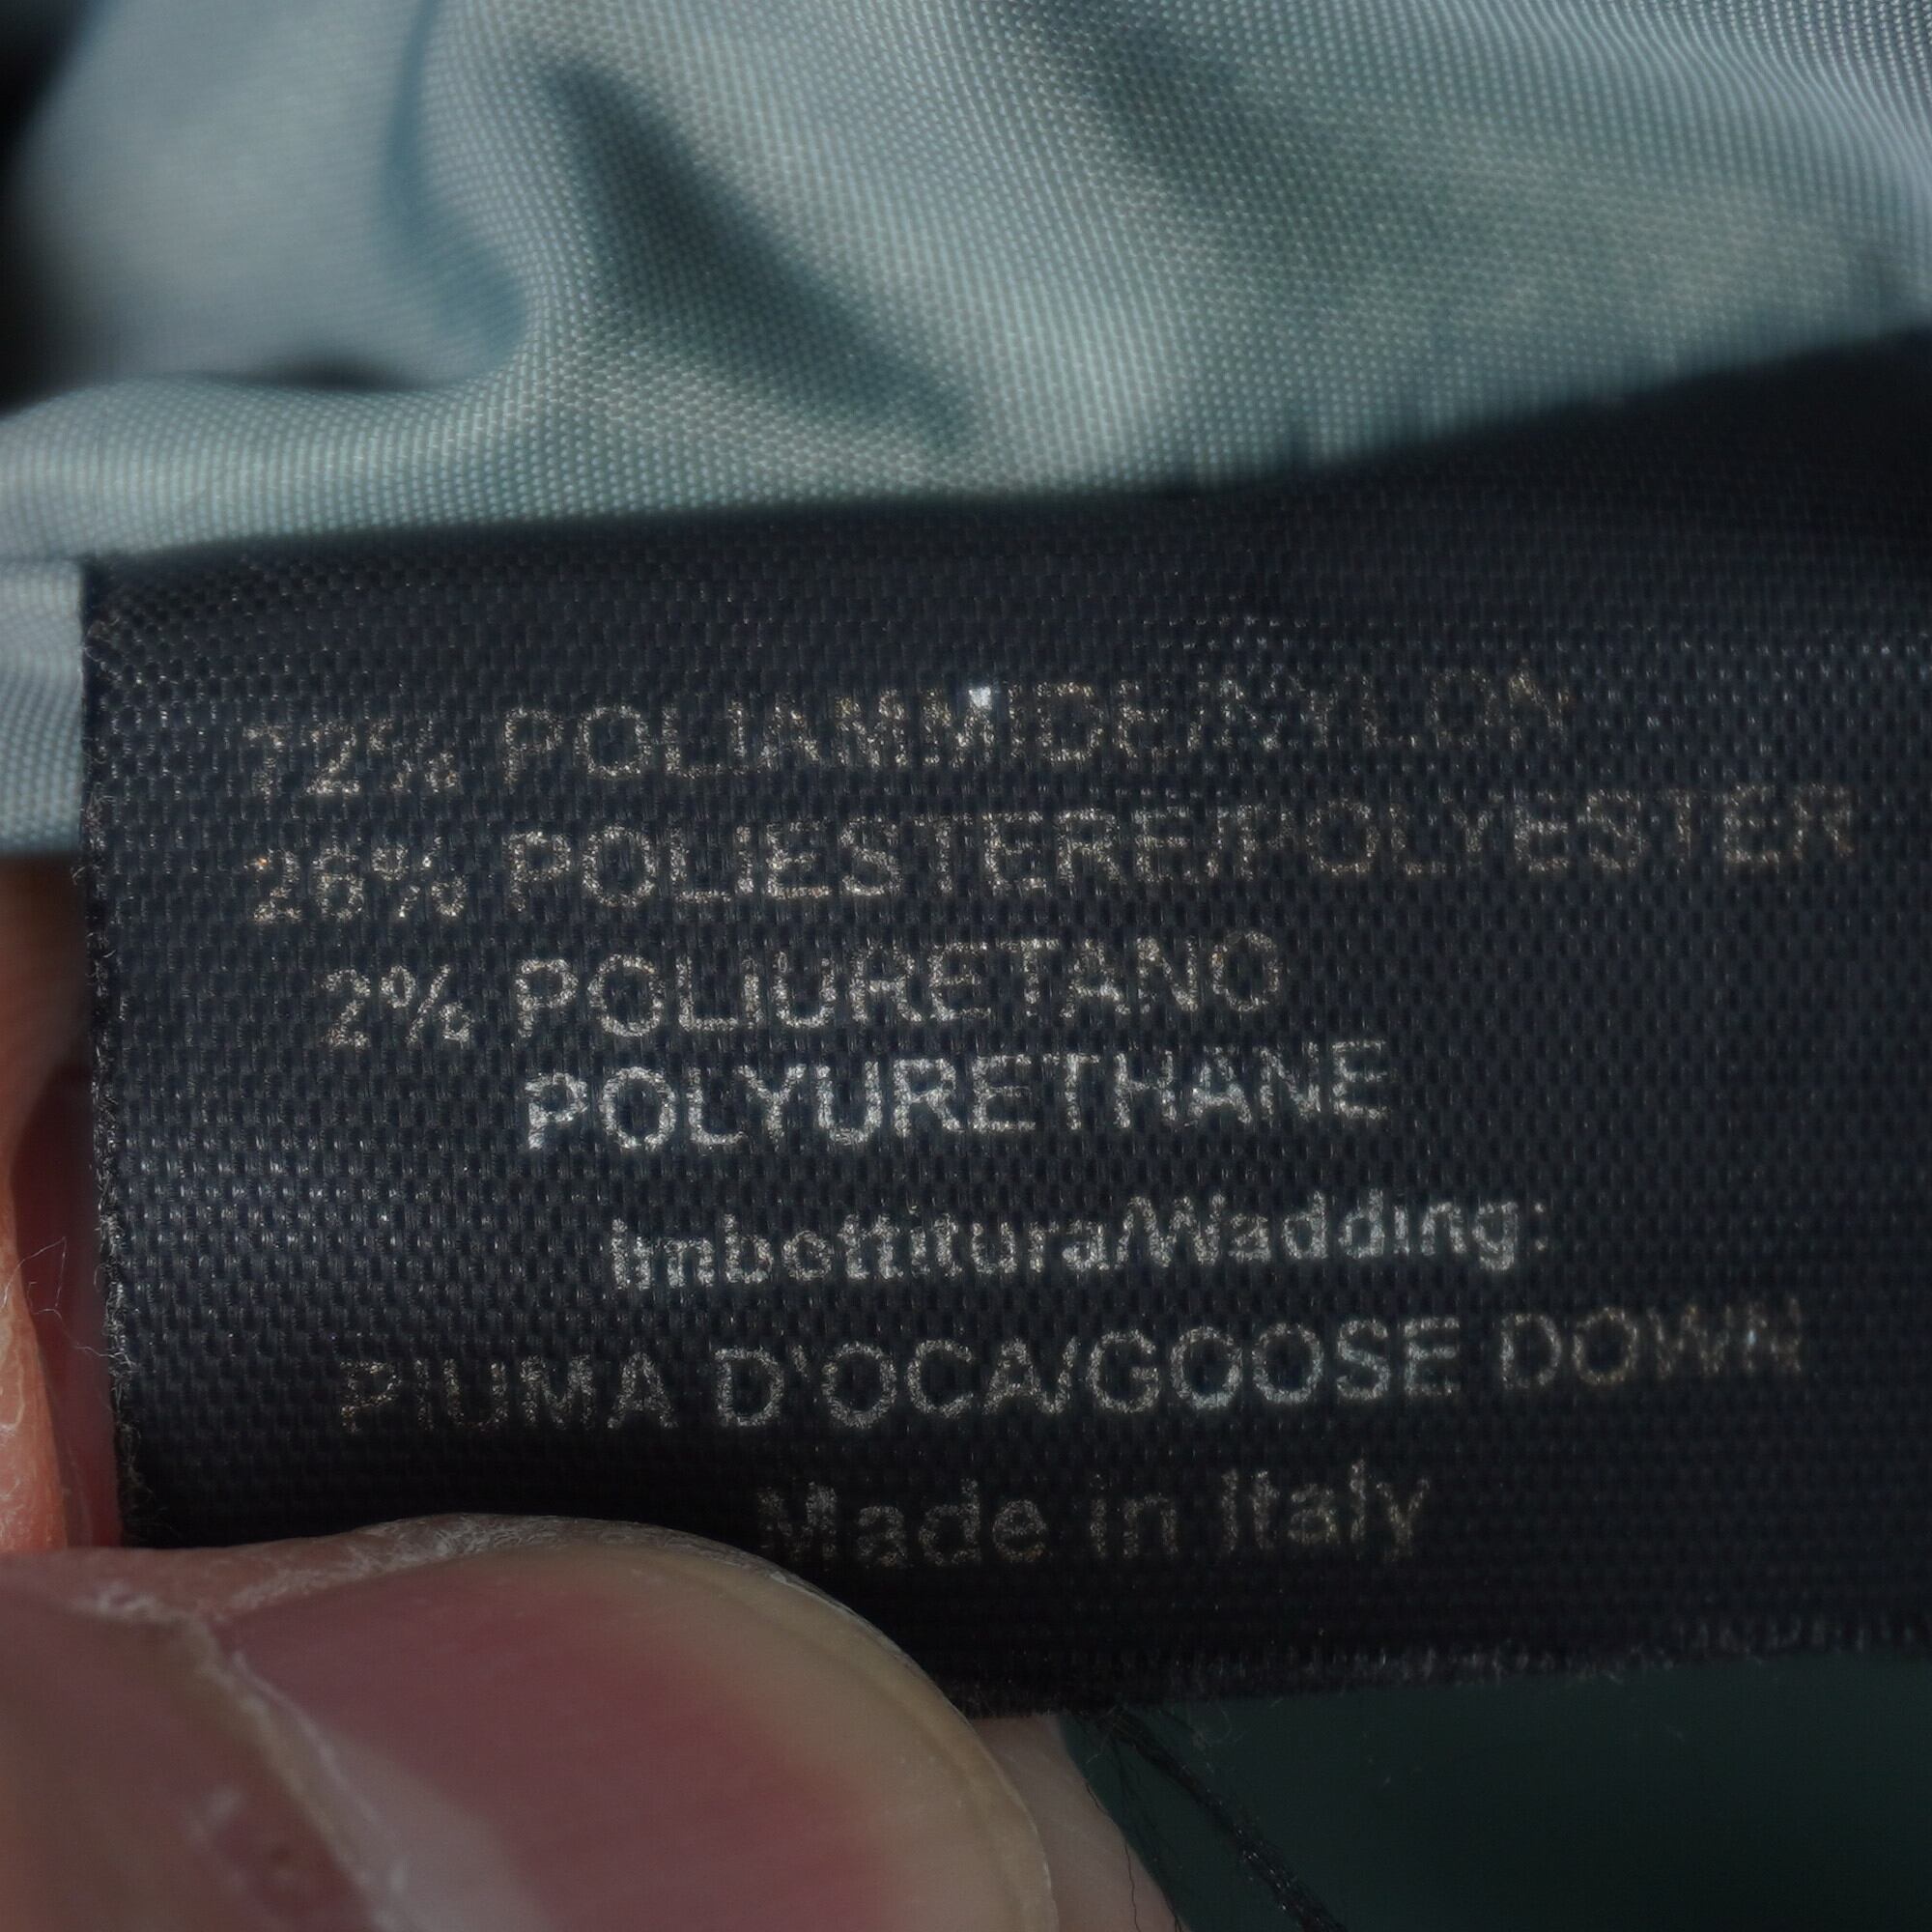 72% POLIAMMIDE/NYLON
26% POLIESTERE/POLYESTER
2% POLIURETANO
POLYURETHANE
Imbottitura/Wadding:
PIUMA D'OCA/GOOSE DOWN
Made in Italy